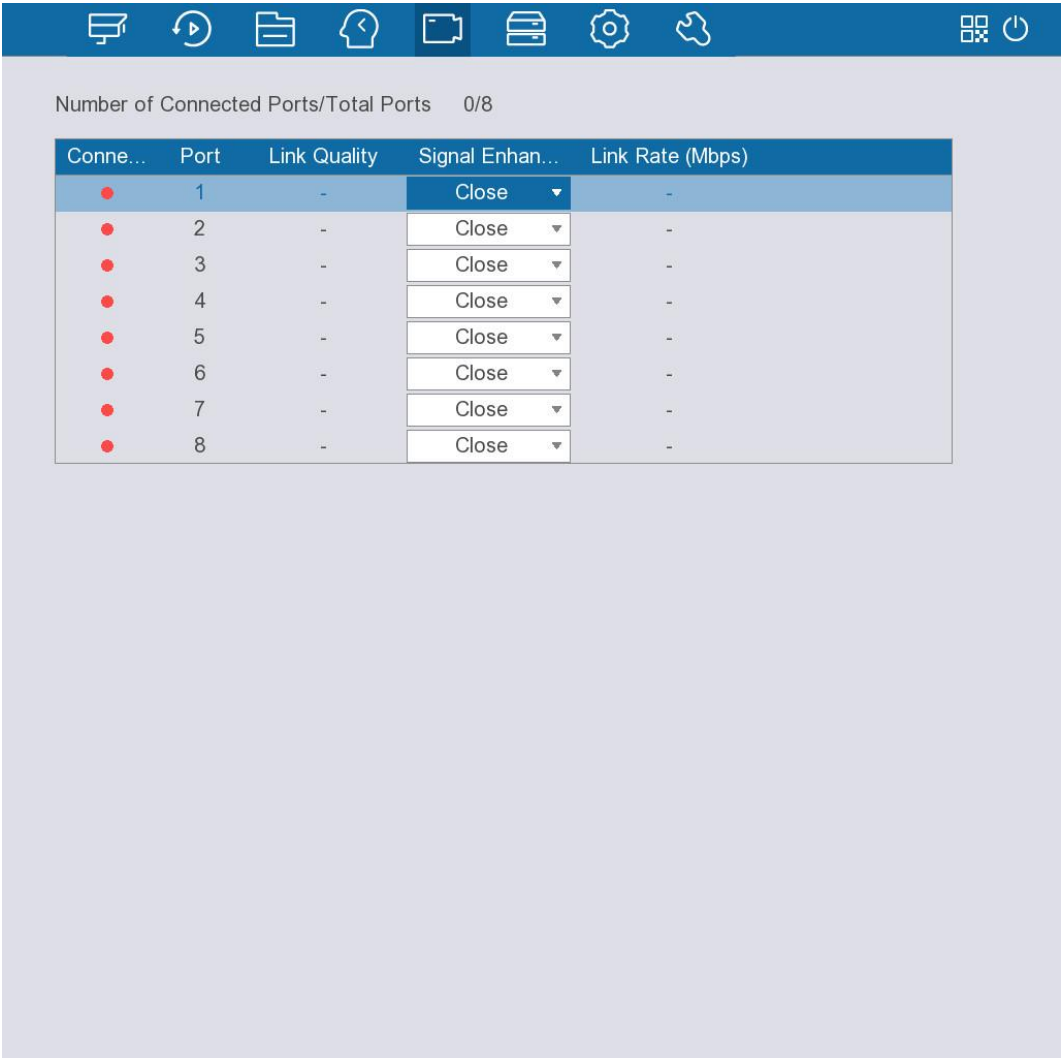 Number of Connected Ports/Total Ports 0/8
Conne... Port Link Quality Signal Enhan... Link Rate (Mbps)
1 - Close -
2 - Close -
3 - Close -
4 - Close -
5 - Close -
6 - Close -
7 - Close -
8 - Close -